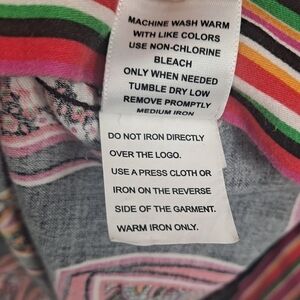 MACHINE WASH WARM
WITH LIKE COLORS
USE NON-CHLORINE
BLEACH
ONLY WHEN NEEDED
TUMBLE DRY LOW
REMOVE PROMPTLY
MEDIUM IRON
DO NOT IRON DIRECTLY
OVER THE LOGO.
USE A PRESS CLOTH OR
IRON ON THE REVERSE
SIDE OF THE GARMENT.
WARM IRON ONLY.